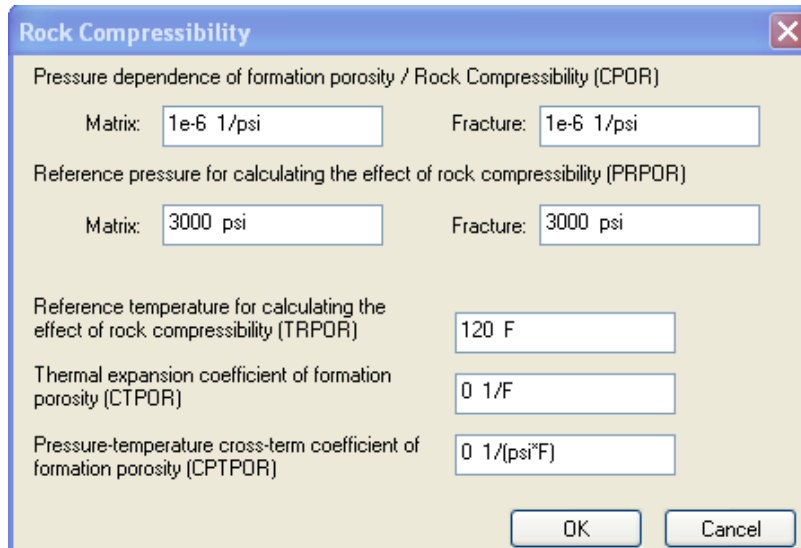 Rock Compressibility
Pressure dependence of formation porosity / Rock Compressibility (CPOR)
Matrix: 1e-6 1/psi Fracture: 1e-6 1/psi
Reference pressure for calculating the effect of rock compressibility (PRPOR)
Matrix: 3000 psi Fracture: 3000 psi
Reference temperature for calculating the
effect of rock compressibility (TRPOR) 120 F
Thermal expansion coefficient of formation
porosity (CTPOR) 0 1/F
Pressure-temperature cross-term coefficient of
formation porosity (CPTPOR) 0 1/(psi*F)
OK Cancel